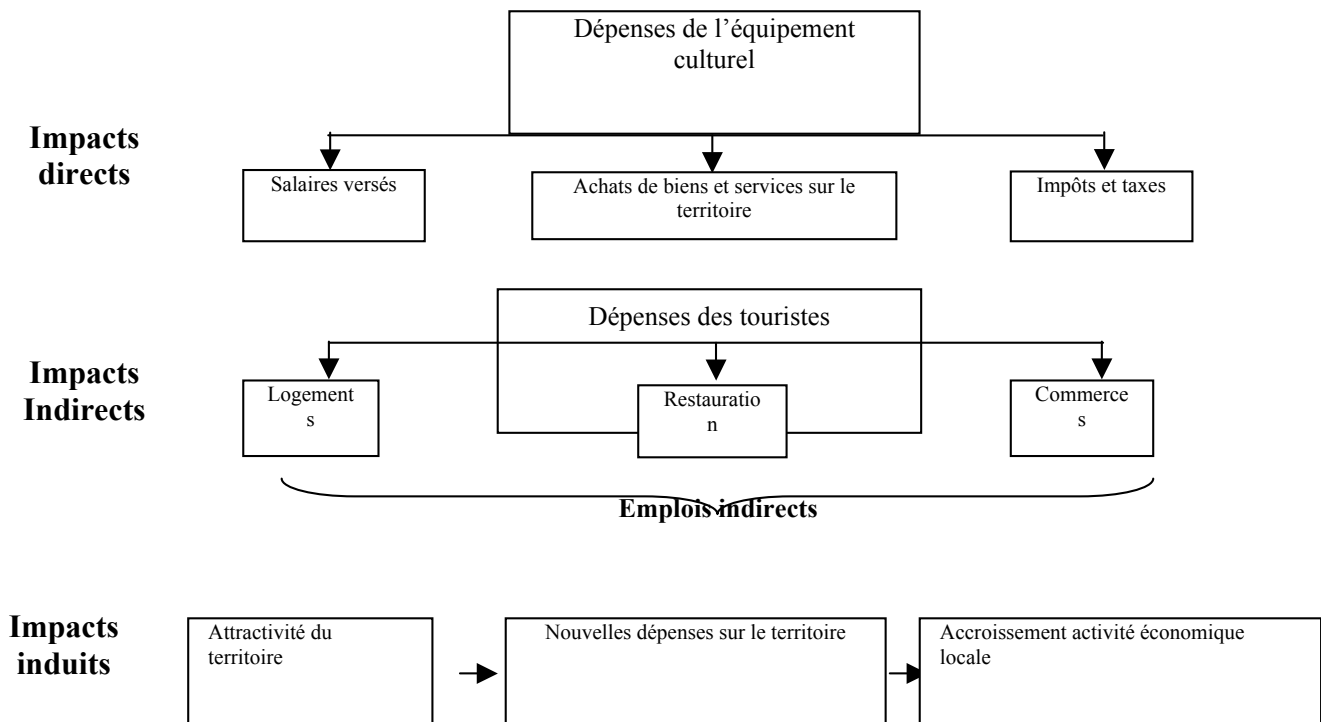 Dépenses de l’équipement
culturel
Impacts
directs
Salaires versés
Achats de biens et services sur le
territoire
Impôts et taxes
Dépenses des touristes
Impacts
Indirects
Logement
s
Restauratio
n
Commerce
s
Emplois indirects
Impacts
induits
Attractivité du
territoire
Nouvelles dépenses sur le territoire
Accroissement activité économique
locale